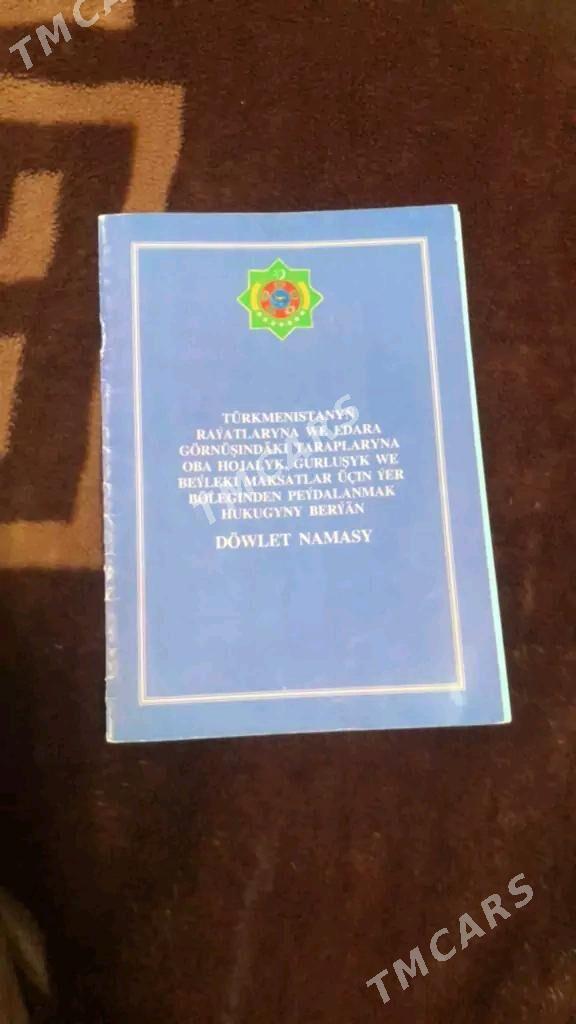 TMCARS
TÜRKMENISTANYŇ
RAÝATLARYNA WE EDARA
GÖRNÜŞINDÄKI TARAPLARYNA
OBA HOJALYK, GURLUŞYK WE
BEÝLEKI MAKSATLAR ÜÇIN ÝER
BÖLEGINDEN PEÝDALANMAK
HUKUGYNY BERÝÄN
DÖWLET NAMASY
TMCARS
TMCARS